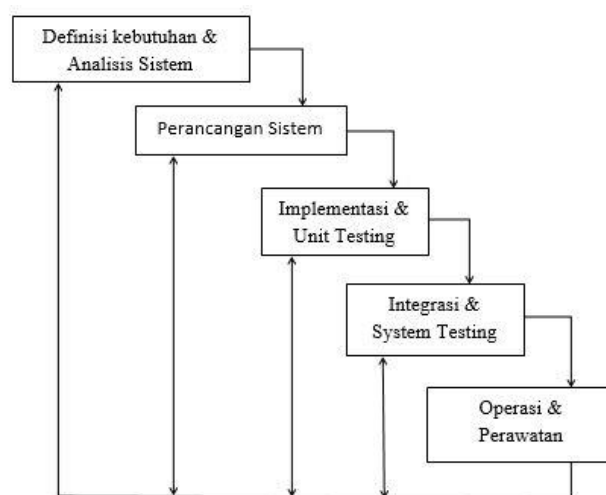 Definisi kebutuhan &
Analisis Sistem
Perancangan Sistem
Implementasi &
Unit Testing
Integrasi &
System Testing
Operasi &
Perawatan